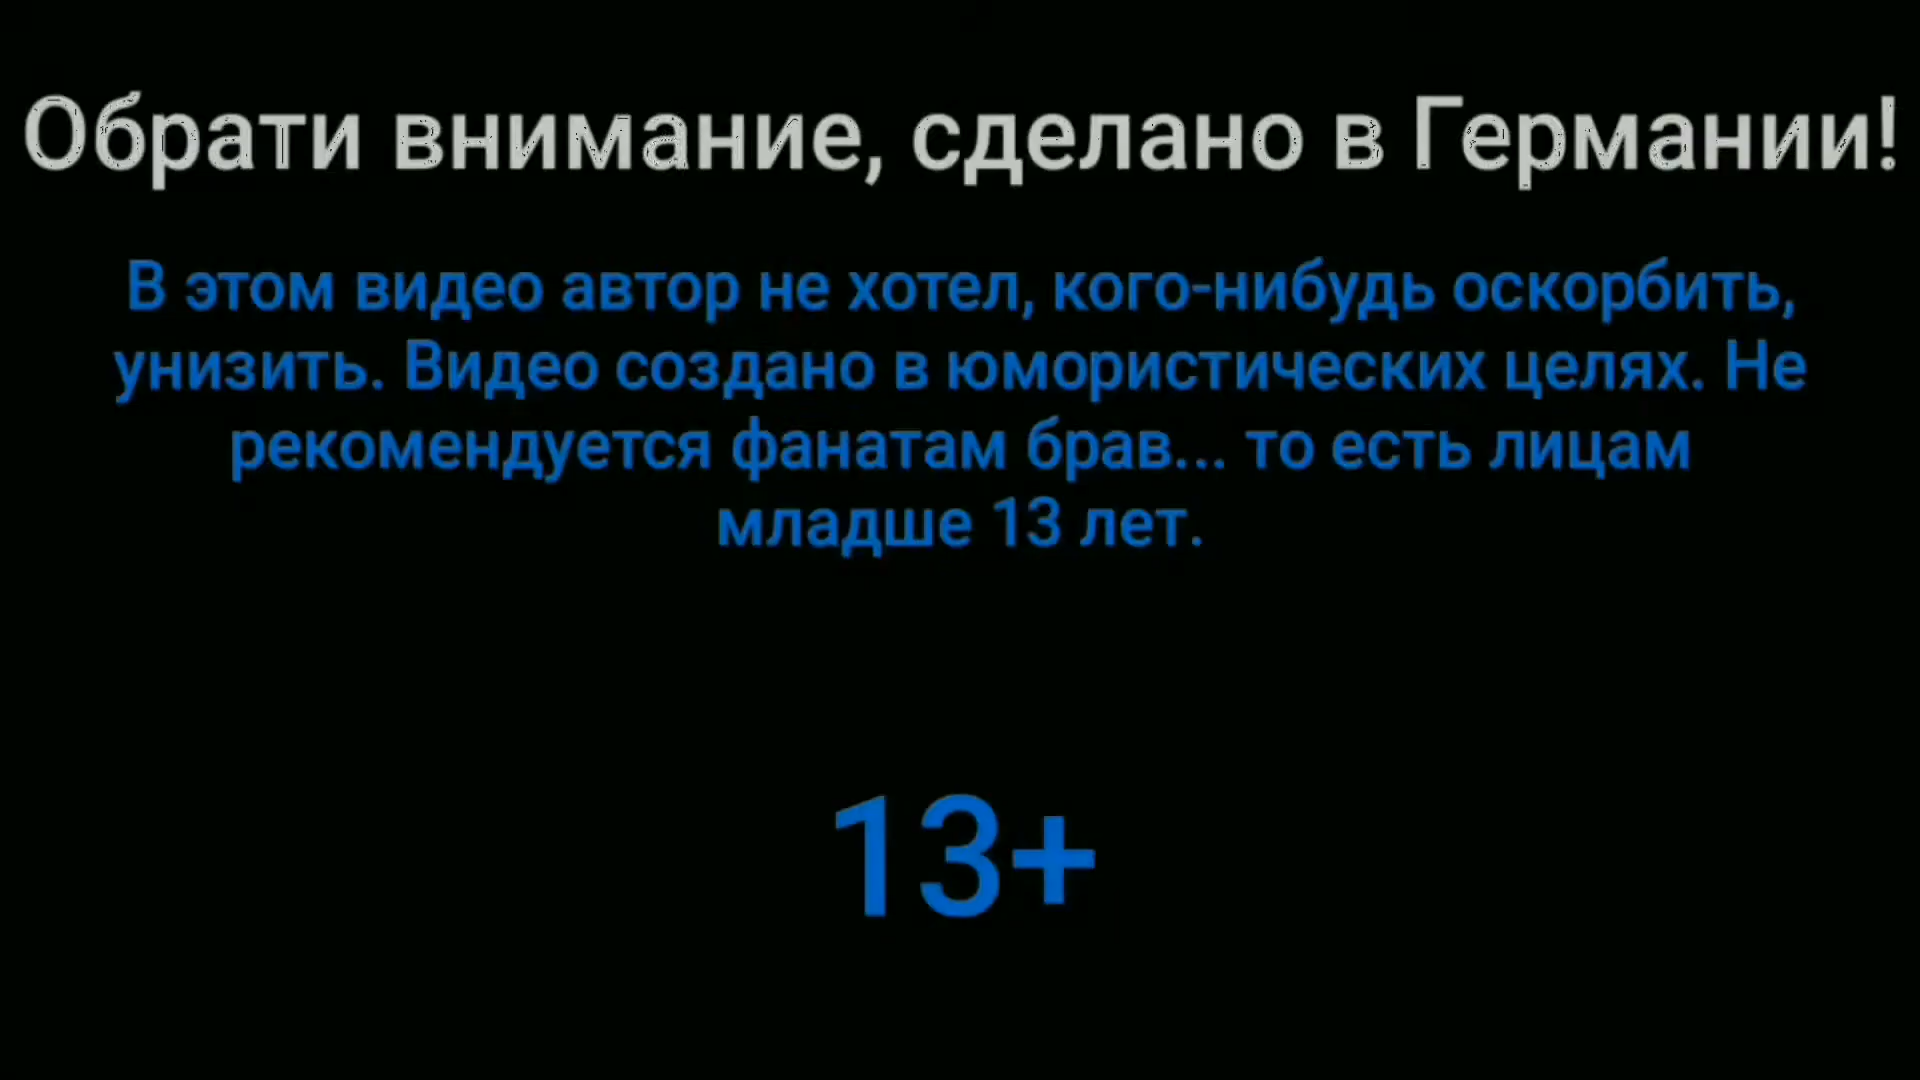 Обрати внимание, сделано в Германии!
В этом видео автор не хотел, кого-нибудь оскорбить,
унизить. Видео создано в юмористических целях. Не
рекомендуется фанатам брав... то есть лицам
младше 13 лет.
13+